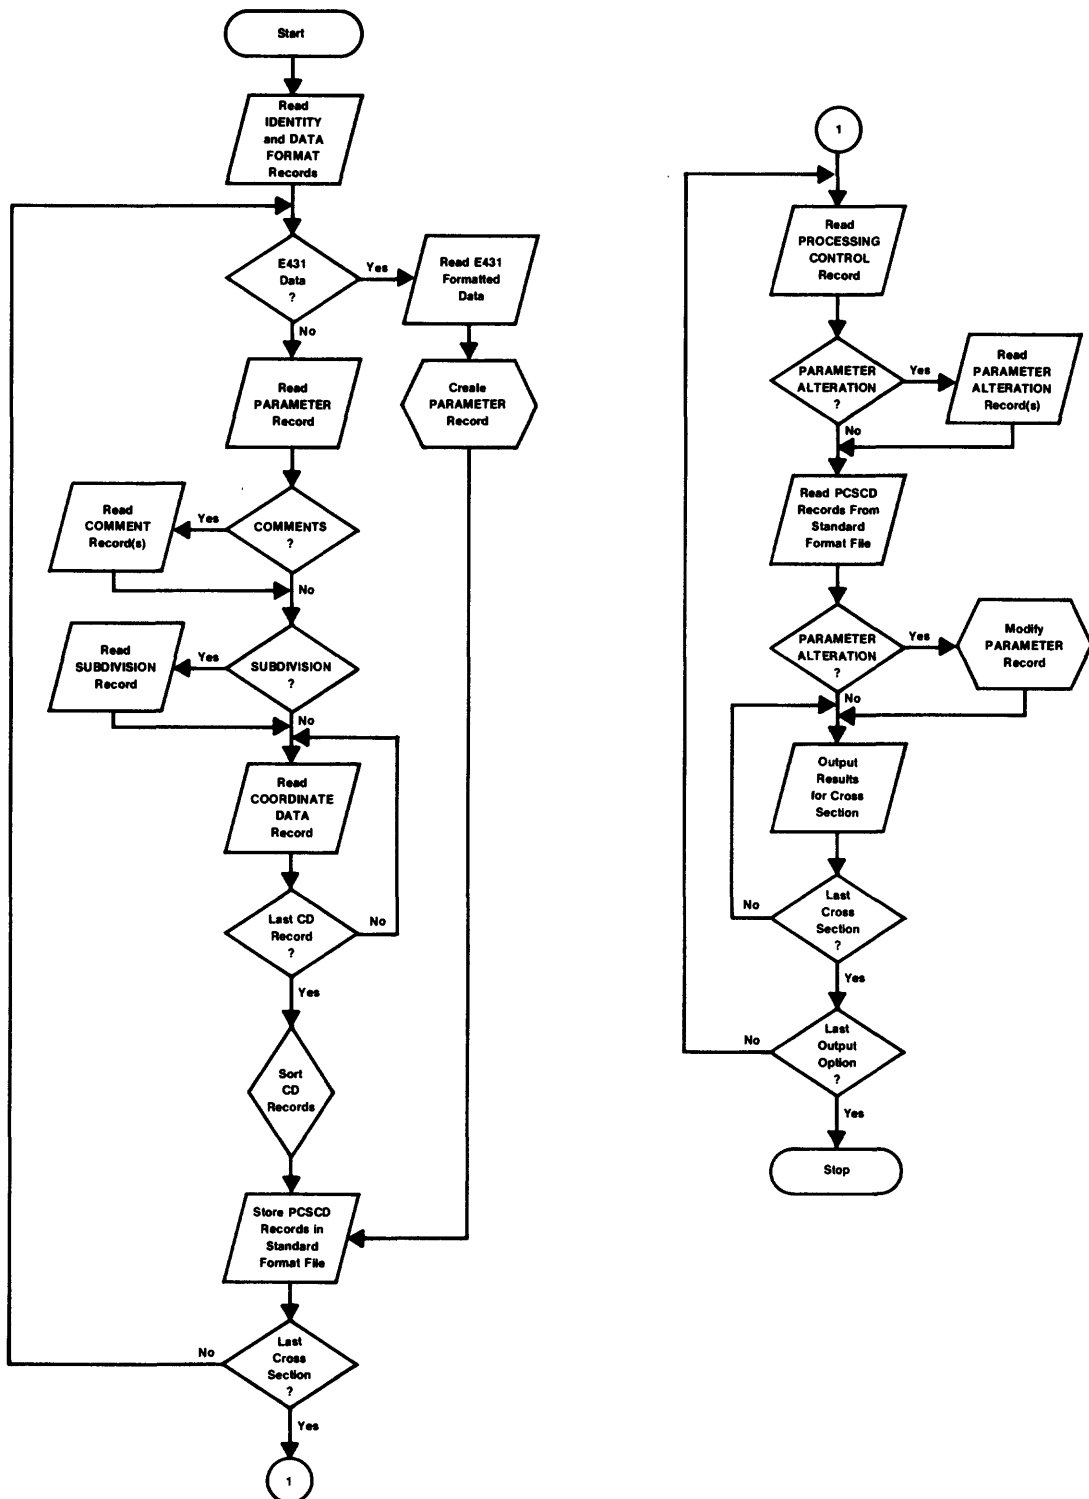 Start
Read
IDENTITY
and DATA
FORMAT
Records
E431
Data
?
Yes
No
Read E431
Formatted
Data
Read
PARAMETER
Record
Create
PARAMETER
Record
COMMENTS
?
Yes
No
Read
COMMENT
Record(s)
SUBDIVISION
?
Yes
No
Read
SUBDIVISION
Record
Read
COORDINATE
DATA
Record
Last CD
Record
?
No
Yes
Sort
CD
Records
Store PCSCD
Records in
Standard
Format File
Last
Cross
Section
?
No
Yes
1
1
Read
PROCESSING
CONTROL
Record
PARAMETER
ALTERATION
?
Yes
No
Read
PARAMETER
ALTERATION
Record(s)
Read PCSCD
Records From
Standard
Format File
PARAMETER
ALTERATION
?
Yes
No
Modify
PARAMETER
Record
Output
Results
for Cross
Section
Last
Cross
Section
?
No
Yes
Last
Output
Option
?
No
Yes
Stop